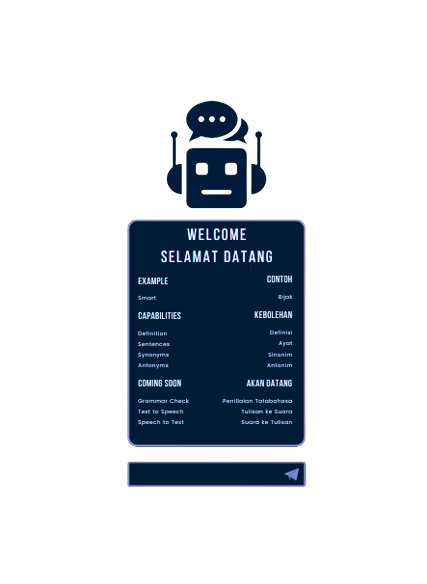 WELCOME
SELAMAT DATANG
EXAMPLE
CONTOH
Smart
Bijak
CAPABILITIES
KEBOLEHAN
Definition
Definisi
Sentences
Ayat
Synonyms
Sinonim
Antonyms
Antonim
COMING SOON
AKAN DATANG
Grammar Check
Penilaian Tatabahasa
Text to Speech
Tulisan ke Suara
Speech to Text
Suara ke Tulisan